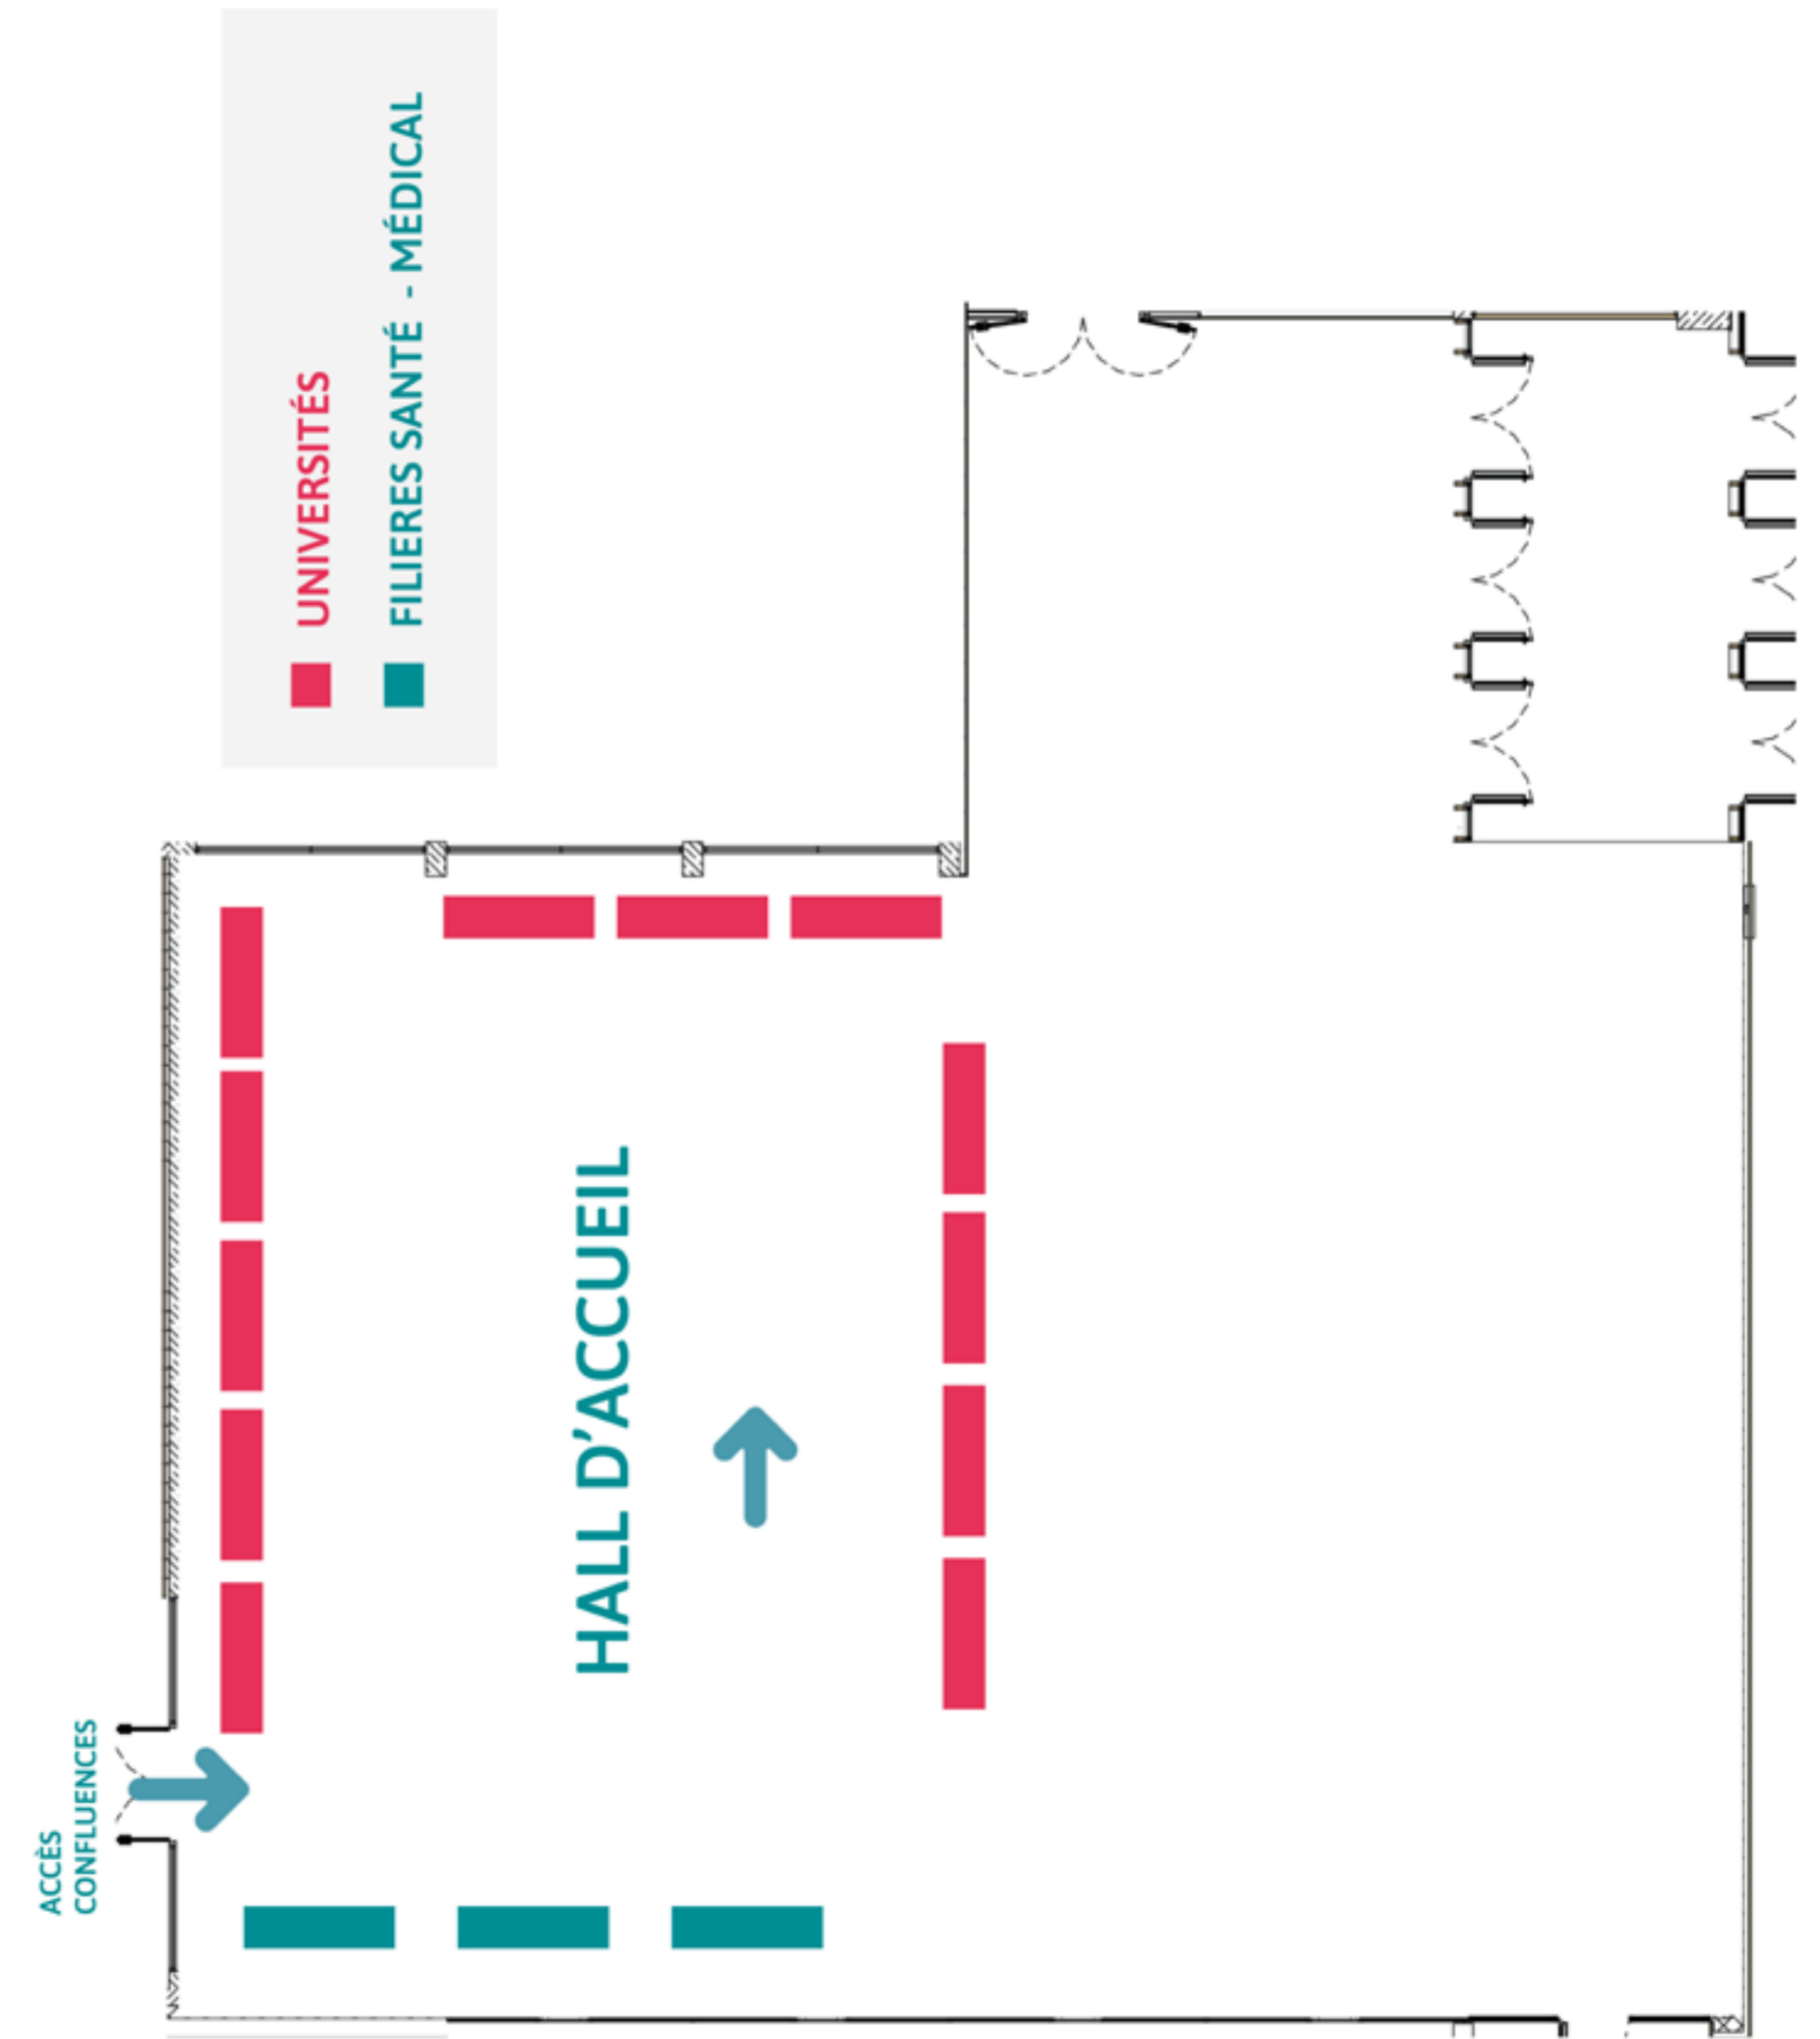 UNIVERSITÉS
FILIERES SANTÉ - MÉDICAL
HALL D'ACCUEIL
ACCÈS
CONFLUENCES